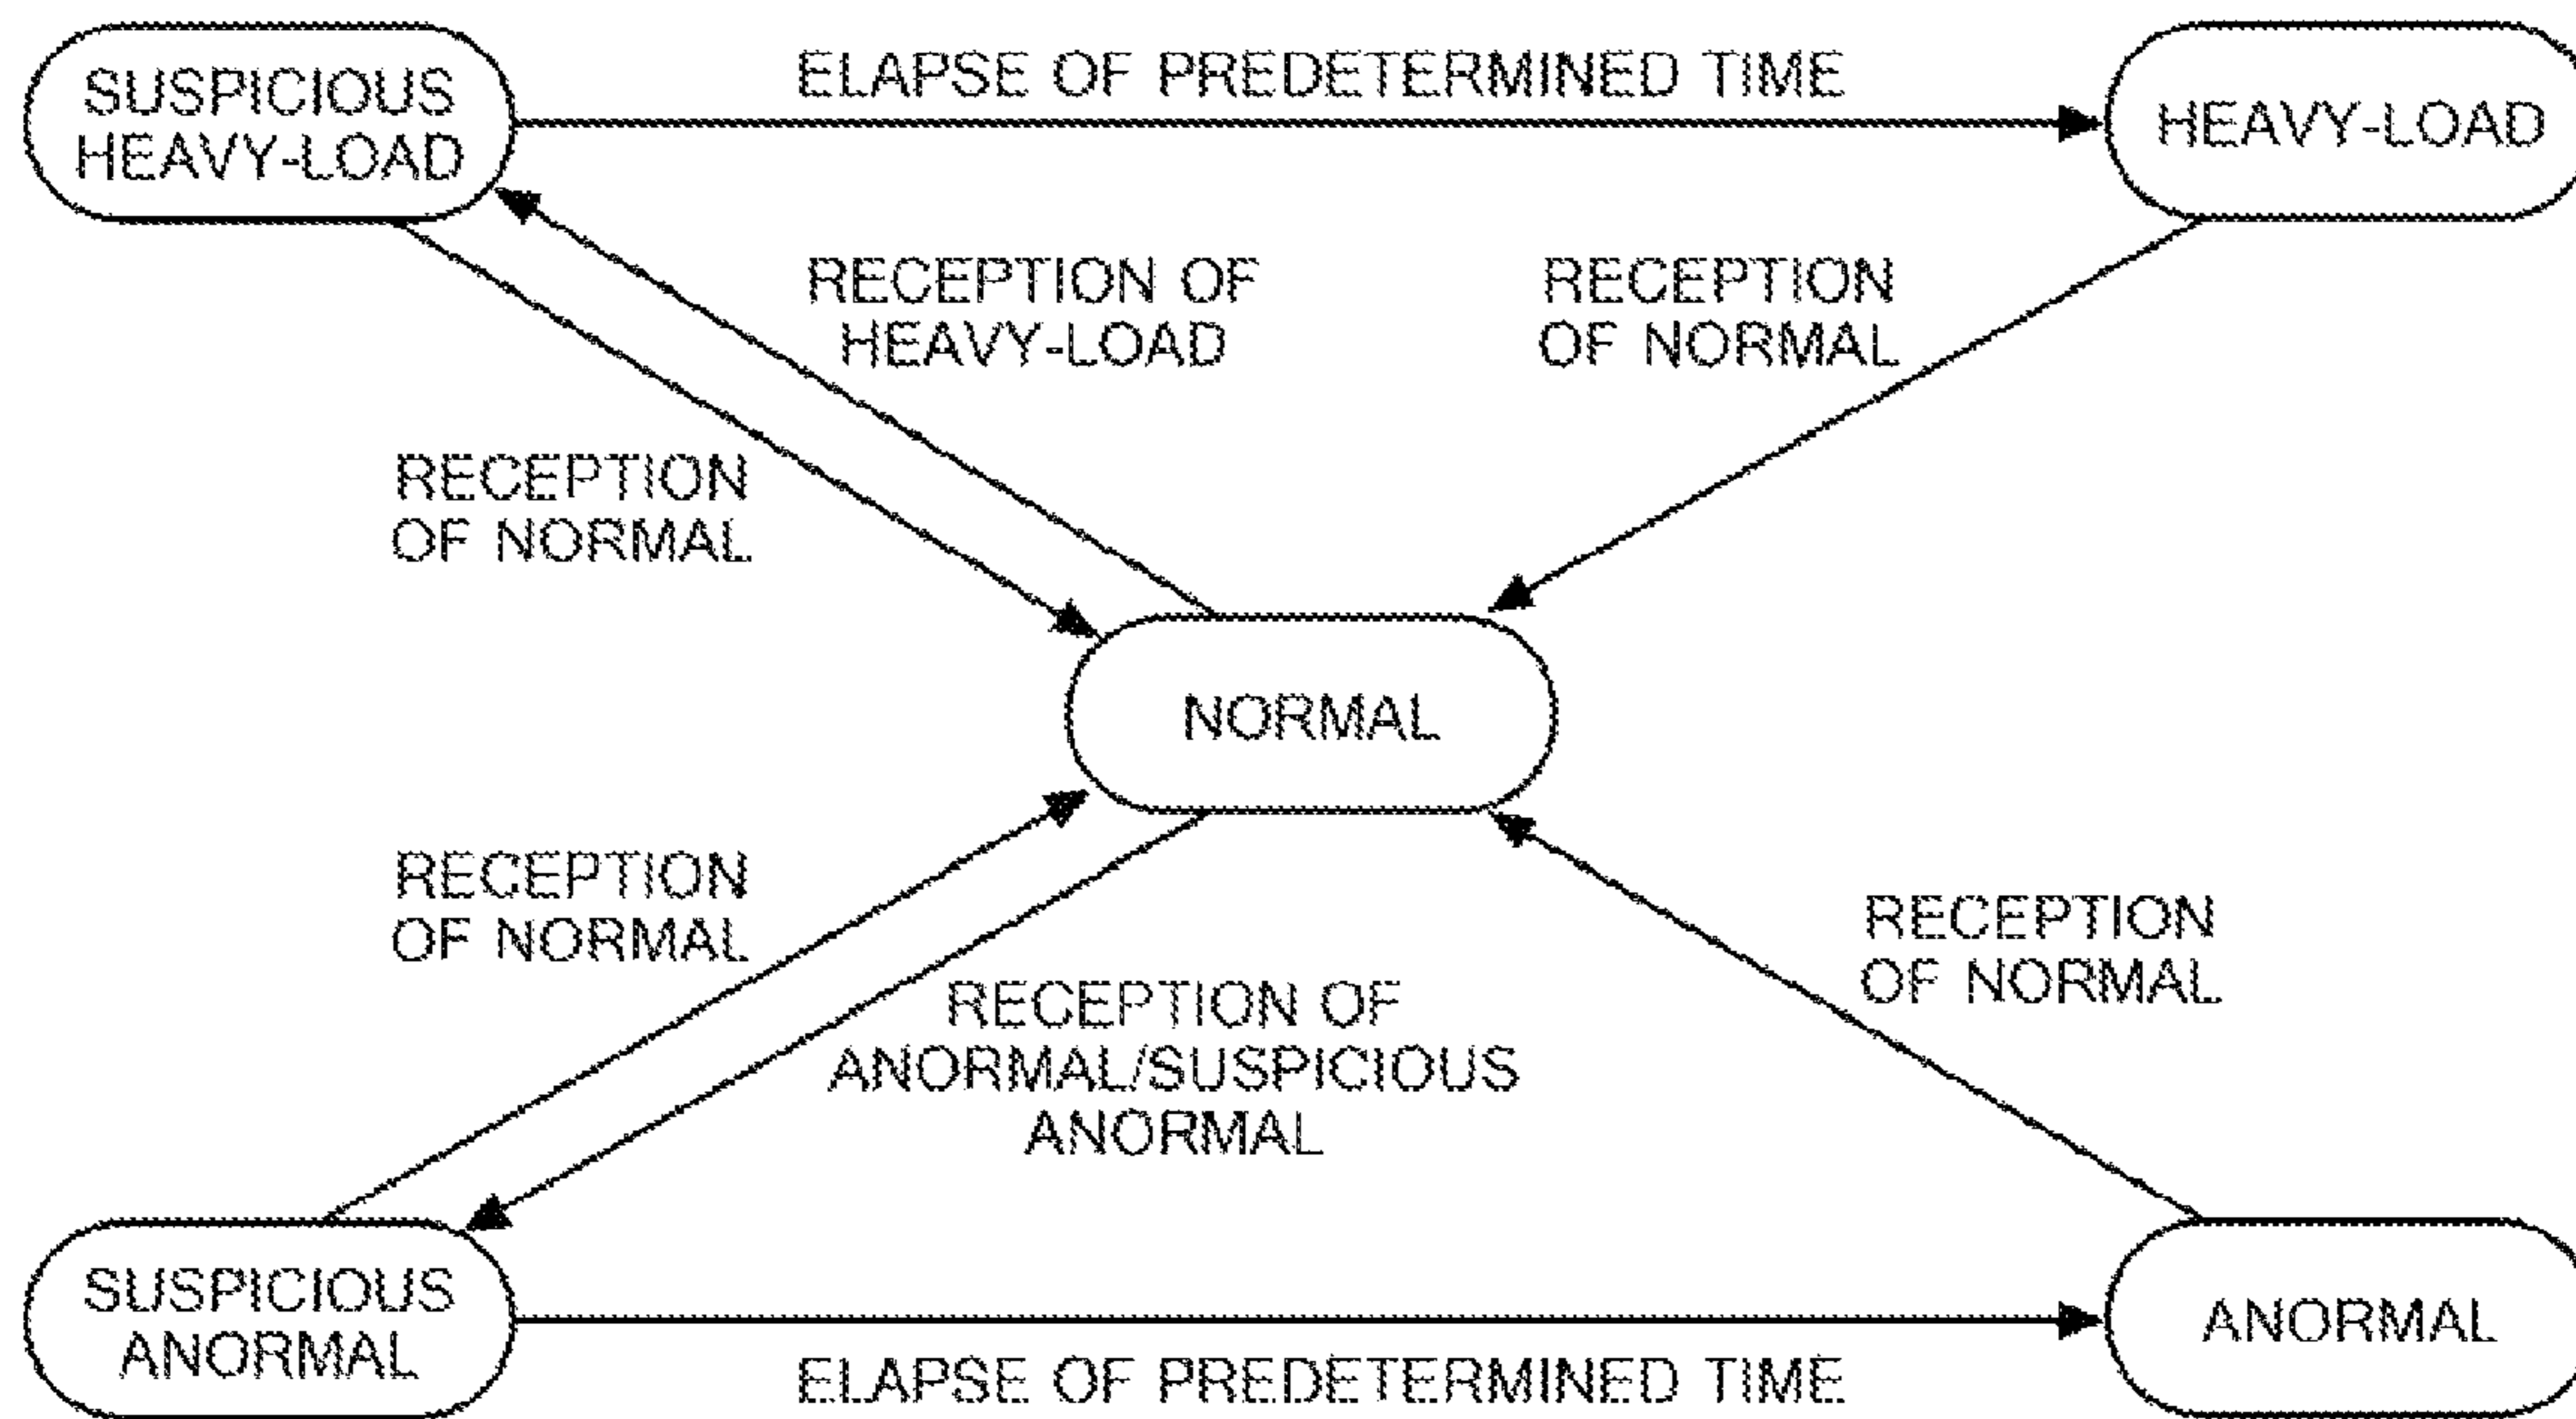 SUSPICIOUS
HEAVY-LOAD
ELAPSE OF PREDETERMINED TIME
HEAVY-LOAD
RECEPTION OF
HEAVY-LOAD
RECEPTION
OF NORMAL
RECEPTION
OF NORMAL
NORMAL
RECEPTION
OF NORMAL
RECEPTION OF
ANORMAL/SUSPICIOUS
ANORMAL
RECEPTION
OF NORMAL
SUSPICIOUS
ANORMAL
ELAPSE OF PREDETERMINED TIME
ANORMAL